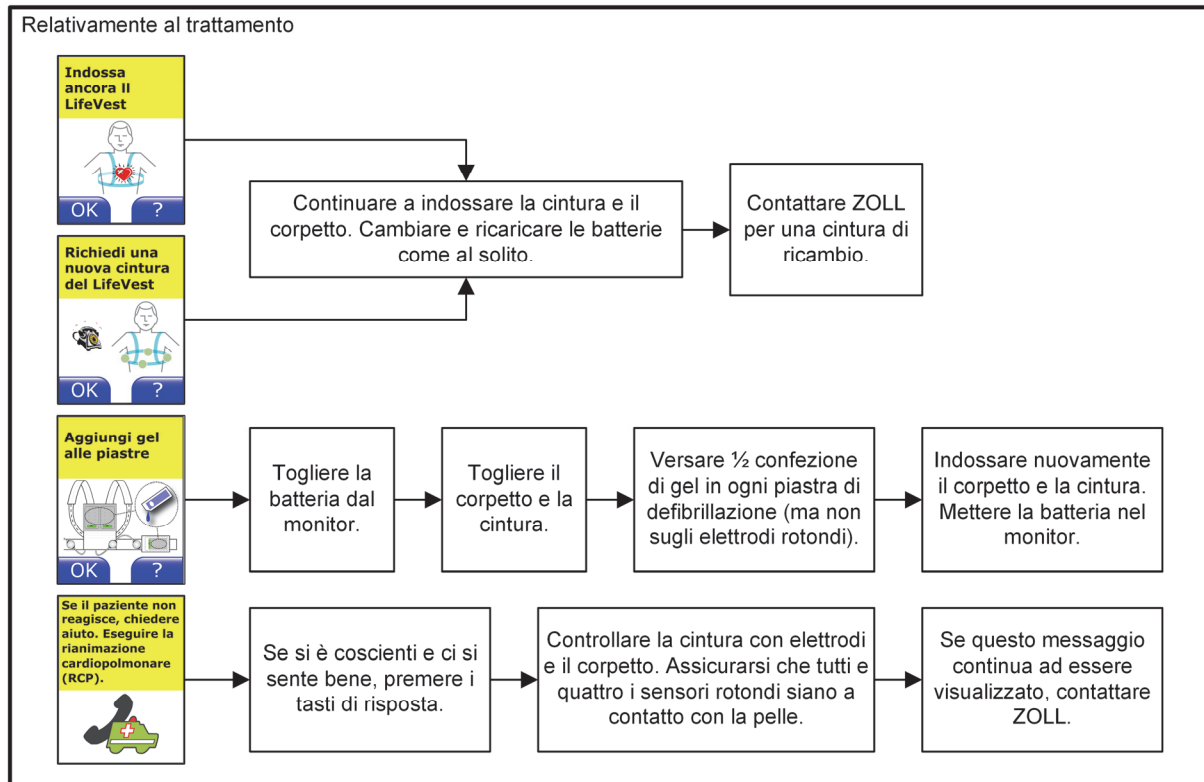 Relativamente al trattamento
Indossa
ancora Il
LifeVest
OK ?
Continuare a indossare la cintura e il
corpetto. Cambiare e ricaricare le batterie
come al solito.
Contattare ZOLL
per una cintura di
ricambio.
Richiedi una
nuova cintura
del LifeVest
OK ?
Aggiungi gel
alle piastre
OK ?
Togliere la
batteria dal
monitor.
Togliere il
corpetto e la
cintura.
Versare ½ confezione
di gel in ogni piastra di
defibrillazione (ma non
sugli elettrodi rotondi).
Indossare nuovamente
il corpetto e la cintura.
Mettere la batteria nel
monitor.
Se il paziente non
reagisce, chiedere
aiuto. Eseguire la
rianimazione
cardiopolmonare
(RCP).
Se si è coscienti e ci si
sente bene, premere i
tasti di risposta.
Controllare la cintura con elettrodi
e il corpetto. Assicurarsi che tutti e
quattro i sensori rotondi siano a
contatto con la pelle.
Se questo messaggio
continua ad essere
visualizzato, contattare
ZOLL.